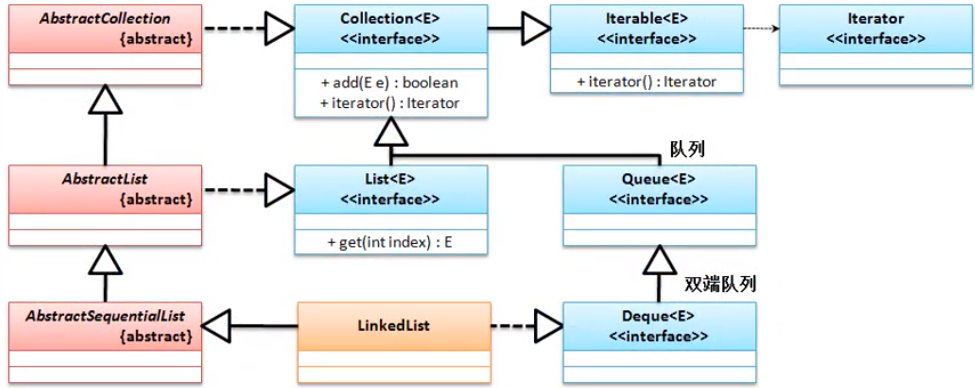 AbstractCollection
{abstract}
Collection<E>
<<interface>>
+ add(E e) : boolean
+ iterator() : Iterator
Iterable<E>
<<interface>>
+ iterator() : Iterator
Iterator
<<interface>>
队列
AbstractList
{abstract}
List<E>
<<interface>>
+ get(int index) : E
Queue<E>
<<interface>>
双端队列
AbstractSequentialList
{abstract}
LinkedList
Deque<E>
<<interface>>